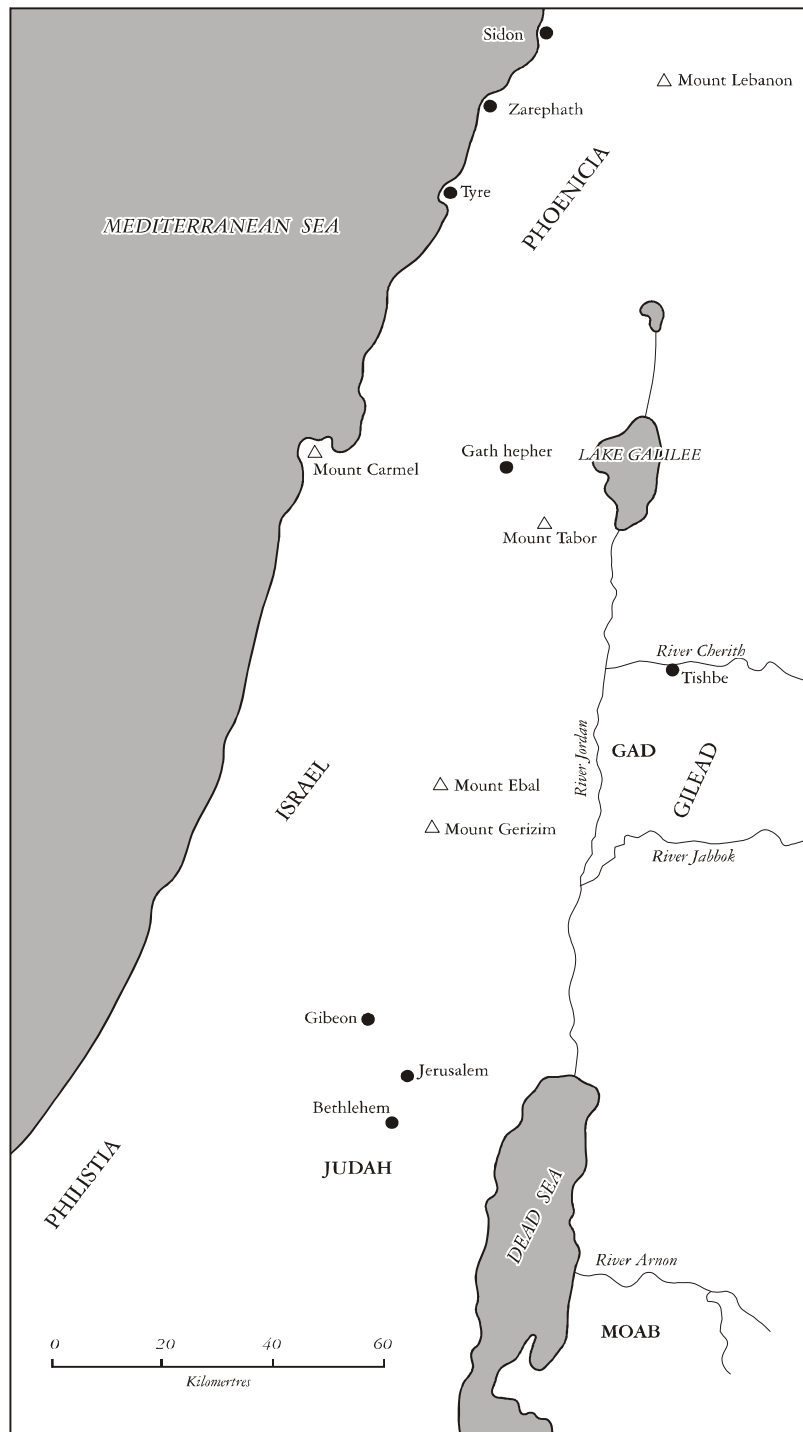 Sidon
Mount Lebanon
Zarephath
PHOENICIA
Tyre
MEDITERRANEAN SEA
Gath hepher
LAKE GALILEE
Mount Carmel
Mount Tabor
River Cherith
Tishbe
River Jordan
GAD
GILEAD
ISRAEL
Mount Ebal
Mount Gerizim
River Jabbok
Gibeon
Jerusalem
Bethlehem
JUDAH
PHILISTIA
DEAD SEA
River Arnon
MOAB
0 20 40 60
Kilomertres